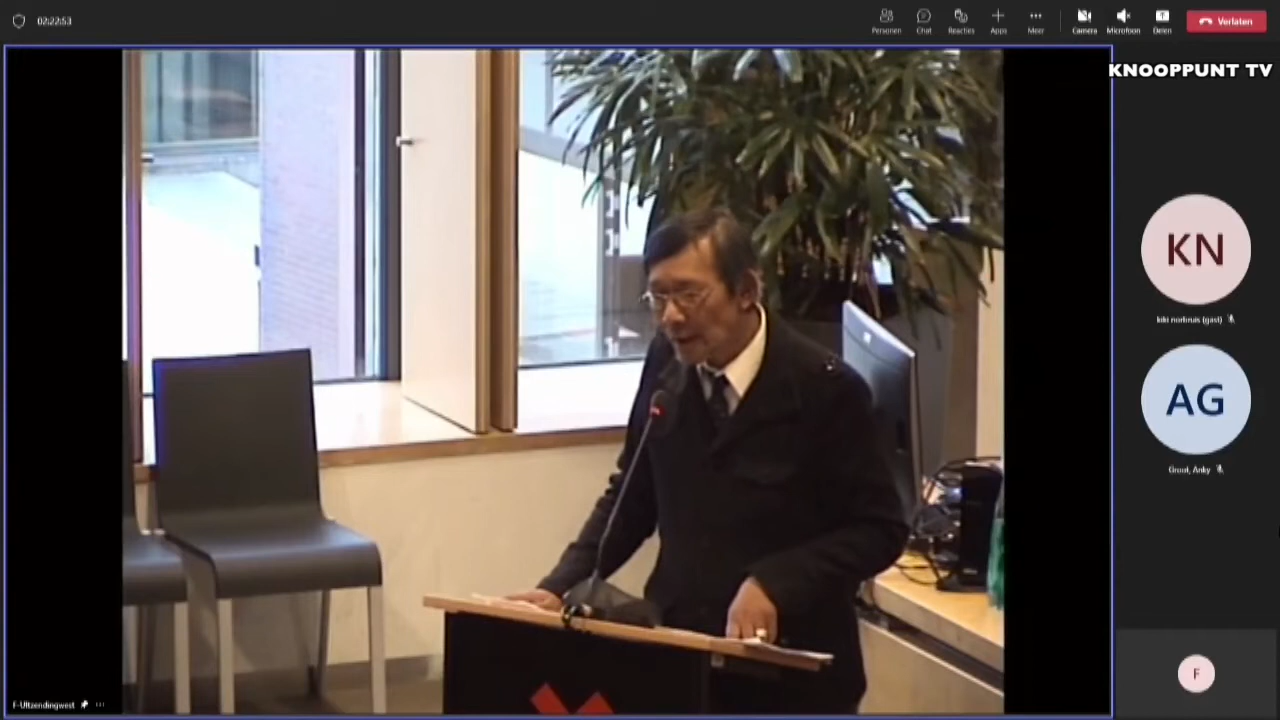 02:22:53
Personen
Chat
Reacties
Apps
Meer
Camera
Microfoon
Delen
Verlaten
KNOOPPUNT TV
KN
kiki norbruis (gast)
AG
Groot, Anky
F
F-Uitzendingwest